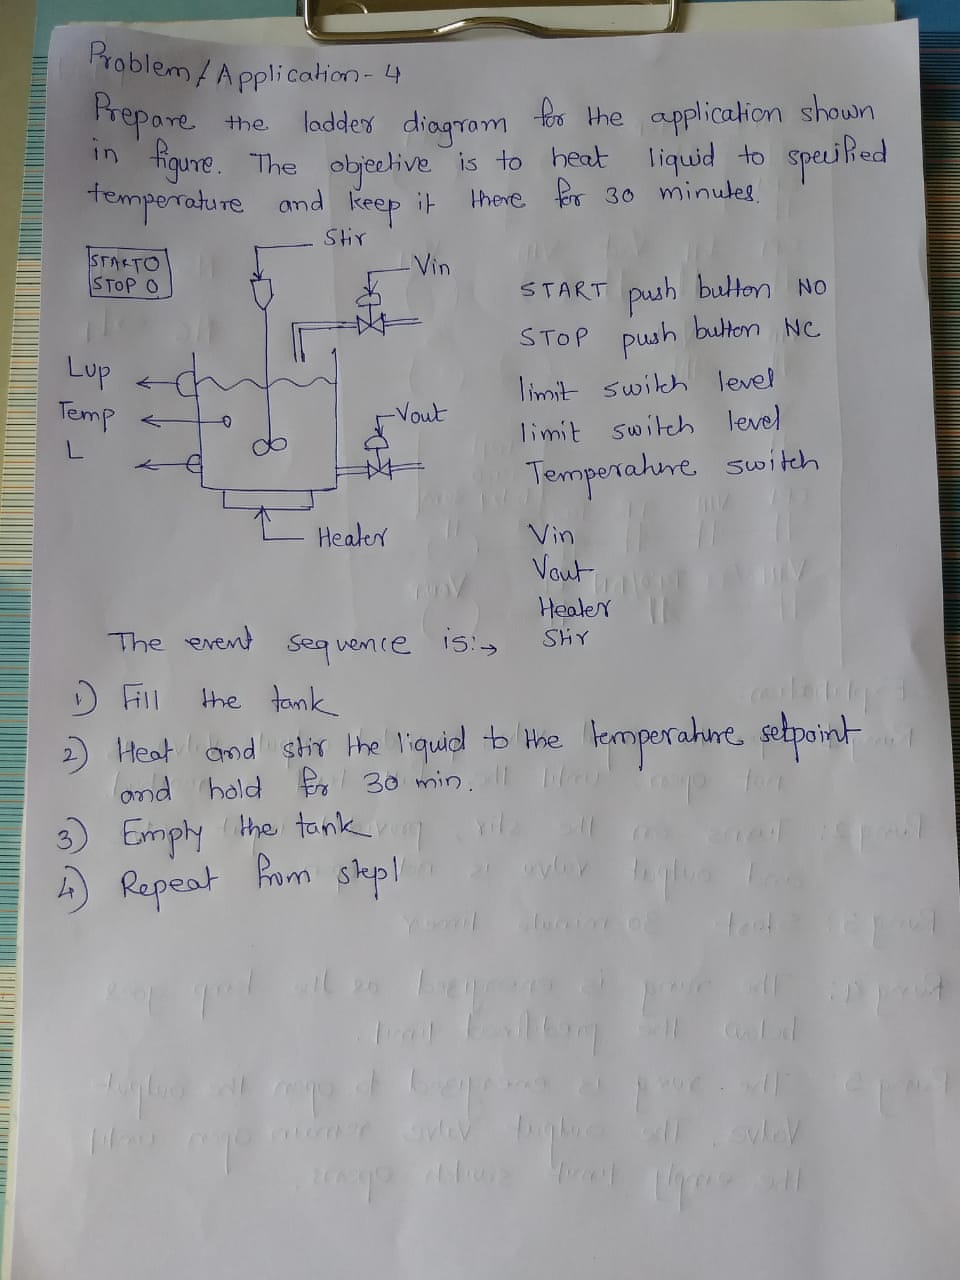 Problem/Application-4
Prepare the ladder diagram for the application shown
in figure. The objective is to heat liquid to specified
temperature and keep it there for 30 minutes.
Stir
START O
STOP O
Vin
START push button NO
STOP push button NC
Lup
limit switch level
Temp
Vout
limit switch level
L
Temperature switch
Heater
Vin
Vout
Heater
Stir
The event sequence is:→
1) Fill the tank
2) Heat and stir the liquid to the temperature setpoint
and hold for 30 min.
3) Empty the tank
4) Repeat from step1